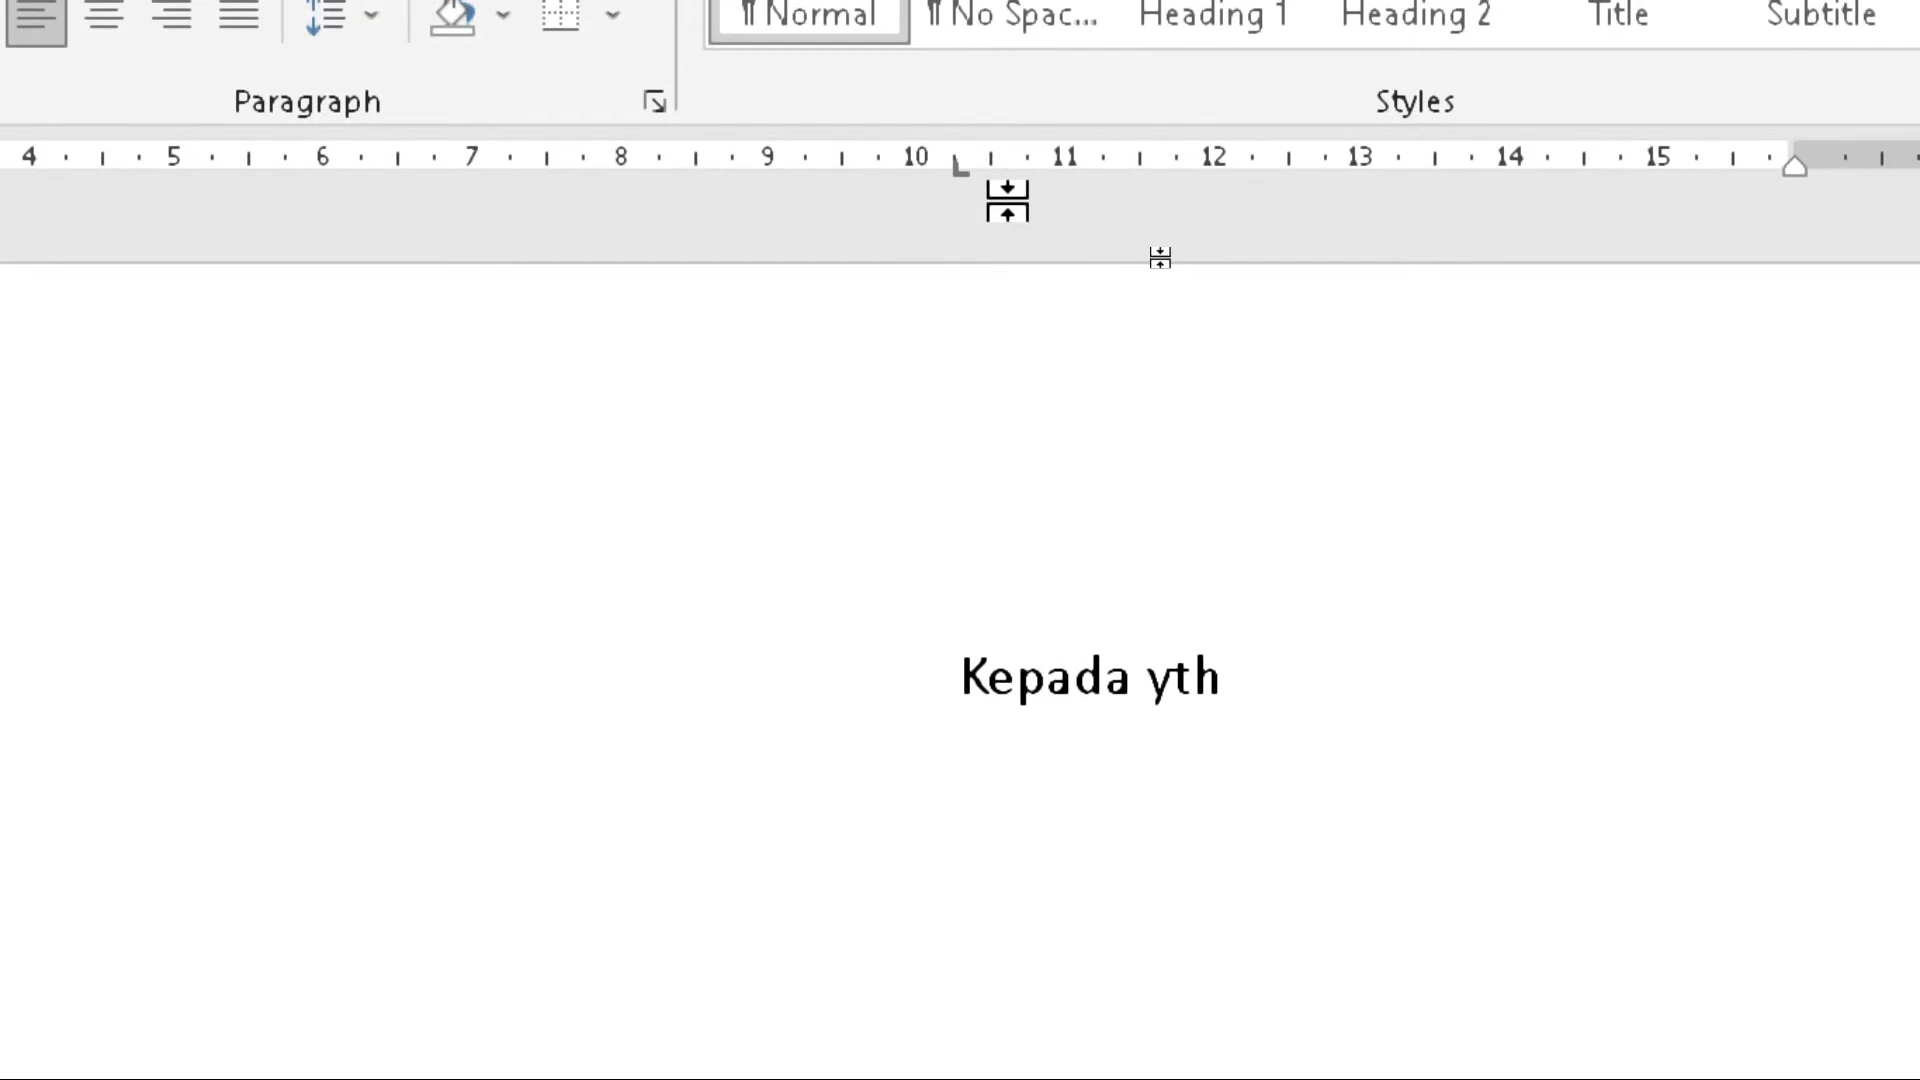 ¶ Normal ¶ No Spac... Heading 1 Heading 2 Title Subtitle
Paragraph Styles
4 5 6 7 8 9 10 11 12 13 14 15
Kepada yth